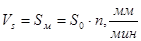 V_s = S_м = S_0 · n, мм/мин